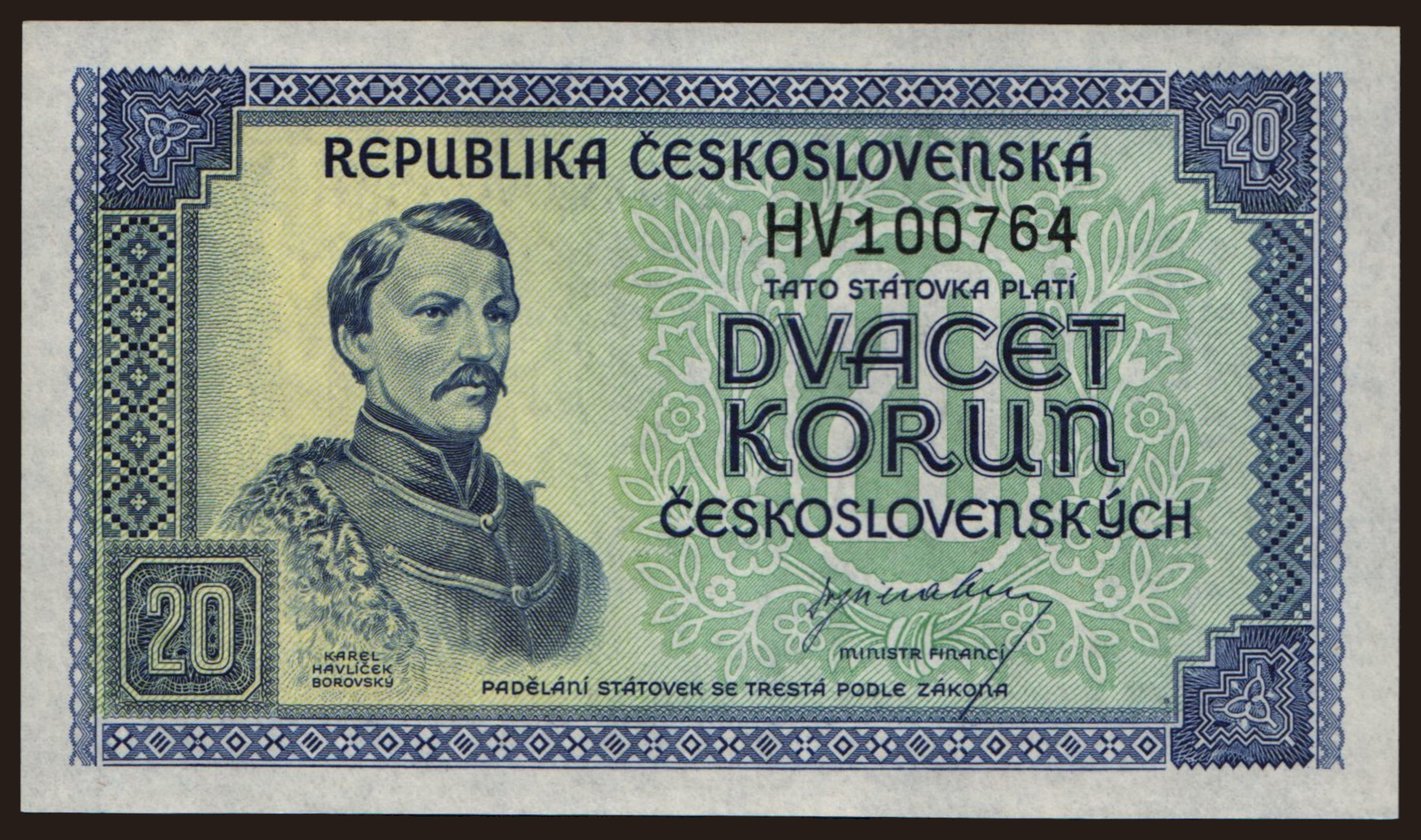 REPUBLIKA ČESKOSLOVENSKÁ
20
HV100764
TATO STÁTOVKA PLATÍ
20
DVACET
KORUN
ČESKOSLOVENSKÝCH
MINISTR FINANCÍ
20
KAREL
HAVLÍČEK
BOROVSKÝ
PADĚLÁNÍ STÁTOVEK SE TRESTÁ PODLE ZÁKONA